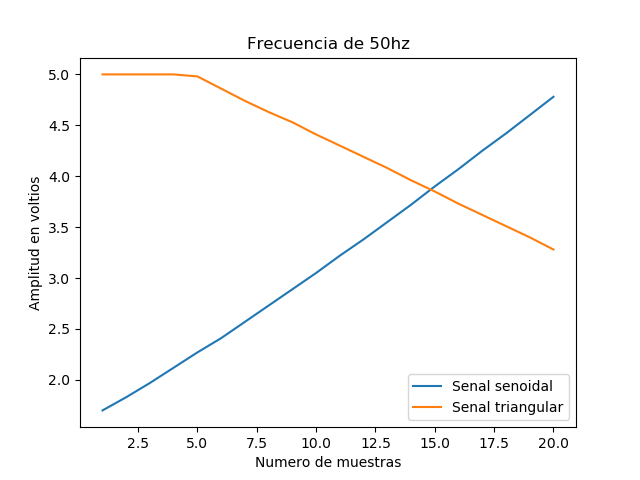 Frecuencia de 50hz
5.0
4.5
4.0
3.5
3.0
2.5
2.0
Amplitud en voltios
Senal senoidal
Senal triangular
2.5 5.0 7.5 10.0 12.5 15.0 17.5 20.0
Numero de muestras